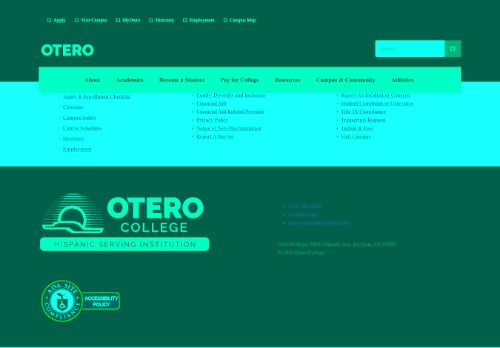 Apply Visit Campus MyOtero Directory Employment Campus Map
OTERO
Search
About Academics Become a Student Pay for College Resources Campus & Community Athletics
Apply & Enrollment Checklist
Calendar
Campus Safety
Course Schedules
Directory
Employment
Equity, Diversity and Inclusion
Financial Aid
Financial Aid Refund Provider
Privacy Policy
Notice of Non-Discrimination
Report A Barrier
Report An Incident or Concern
Student Complaint or Grievance
Title IX Compliance
Transcripts Request
Tuition & Fees
Visit Campus
OTERO
COLLEGE
HISPANIC SERVING INSTITUTION
Campus Map
Otero College, 1802 Colorado Ave., La Junta, CO 81050
© 2024 Otero College
ADA SITE COMPLIANCE
ACCESSIBILITY
POLICY